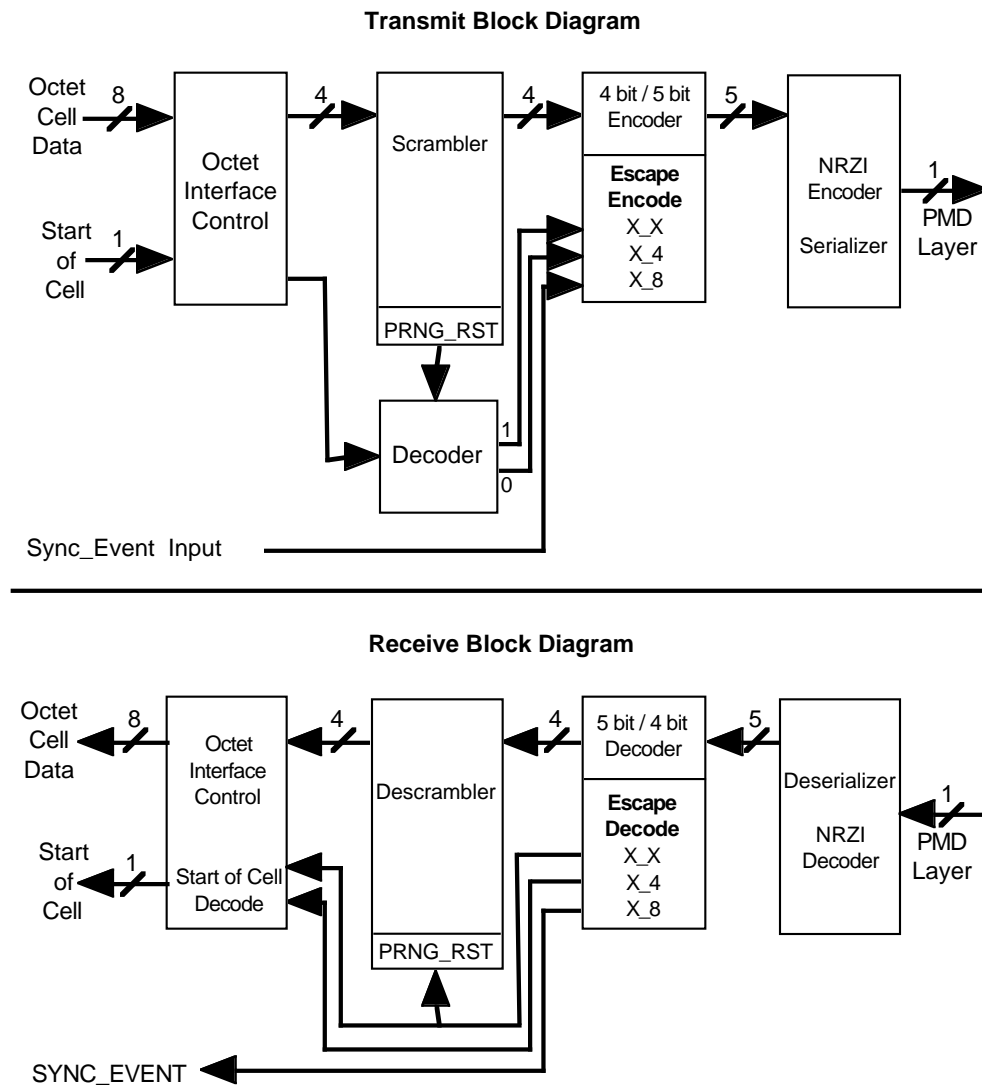 Transmit Block Diagram
Octet
Cell
Data
8
Start
of
Cell
1
Octet
Interface
Control
4
Scrambler
PRNG_RST
4
4 bit / 5 bit
Encoder
Escape
Encode
X_X
X_4
X_8
5
NRZI
Encoder
Serializer
1
PMD
Layer
Decoder
1
0
Sync_Event Input
Receive Block Diagram
Octet
Cell
Data
8
Start
of
Cell
1
Octet
Interface
Control
Start of Cell
Decode
4
Descrambler
PRNG_RST
4
5 bit / 4 bit
Decoder
Escape
Decode
X_X
X_4
X_8
5
Deserializer
NRZI
Decoder
1
PMD
Layer
SYNC_EVENT